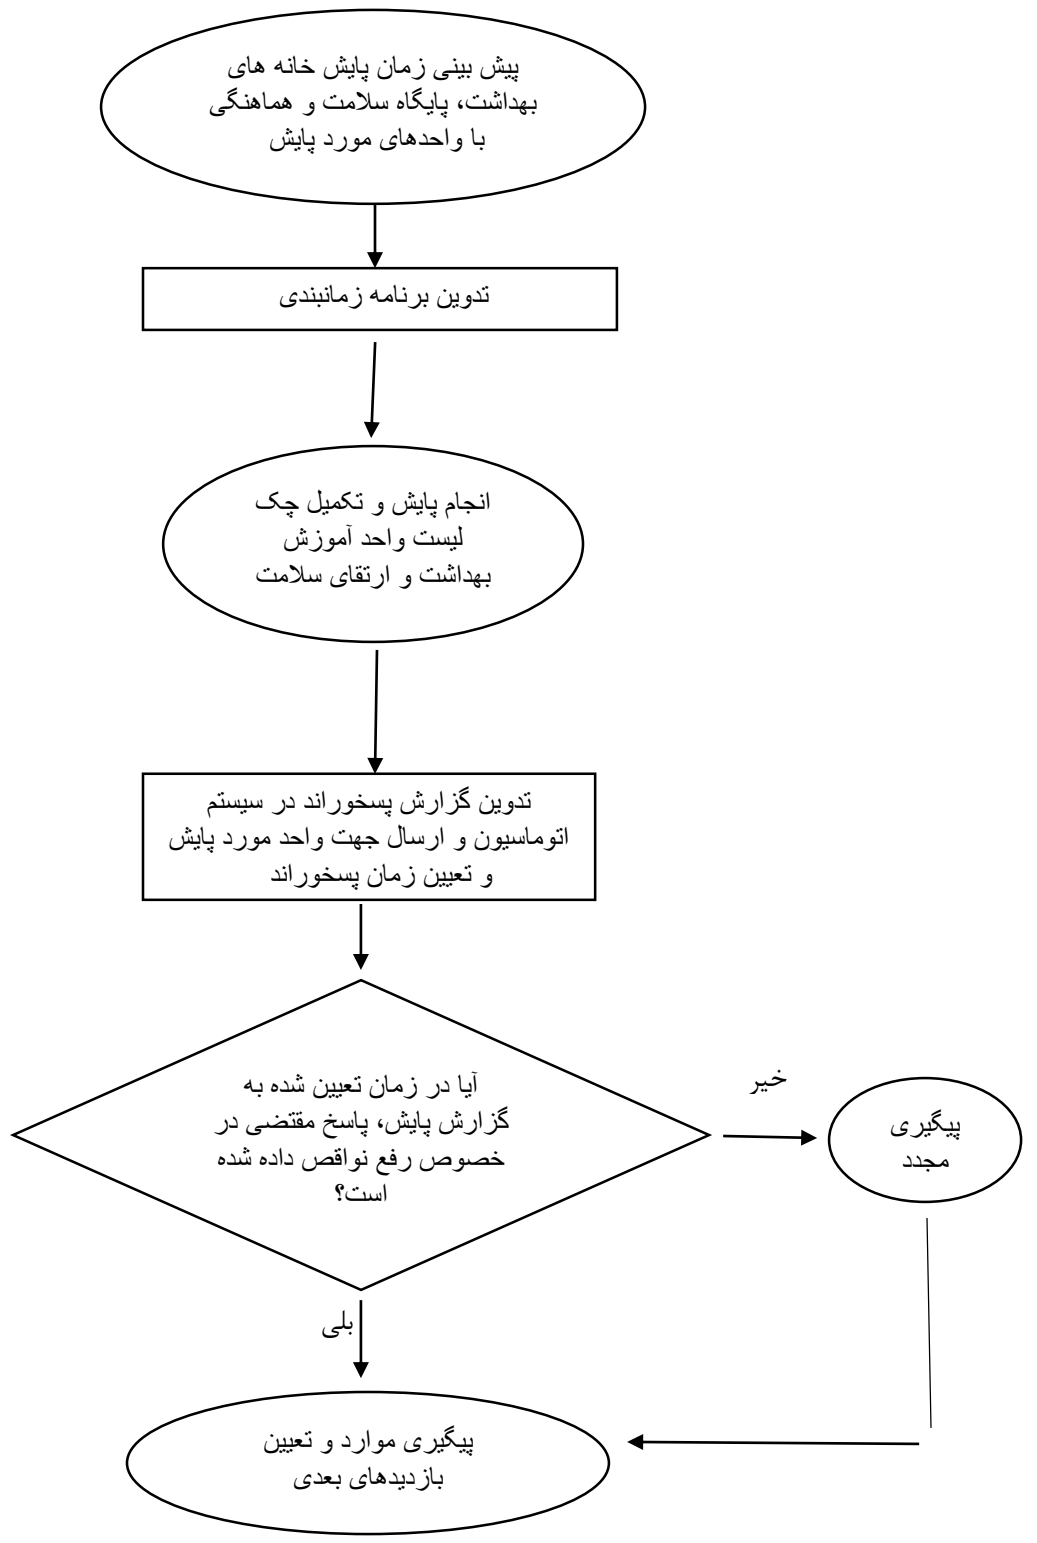 پیش بینی زمان پایش خانه های
بهداشت، پایگاه سلامت و هماهنگی
با واحدهای مورد پایش
تدوین برنامه زمانبندی
انجام پایش و تکمیل چک
لیست واحد آموزش
بهداشت و ارتقای سلامت
تدوین گزارش پسخوراند در سیستم
اتوماسیون و ارسال جهت واحد مورد پایش
و تعیین زمان پسخوراند
آیا در زمان تعیین شده به
گزارش پایش، پاسخ مقتضی در
خصوص رفع نواقص داده شده
است؟
خیر
پیگیری
مجدد
بلی
پیگیری موارد و تعیین
بازدیدهای بعدی